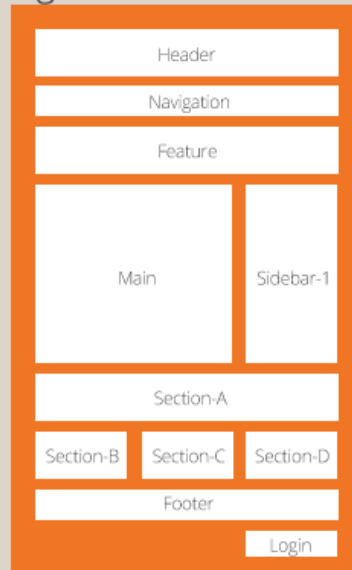 Header
Navigation
Feature
Main
Sidebar-1
Section-A
Section-B
Section-C
Section-D
Footer
Login